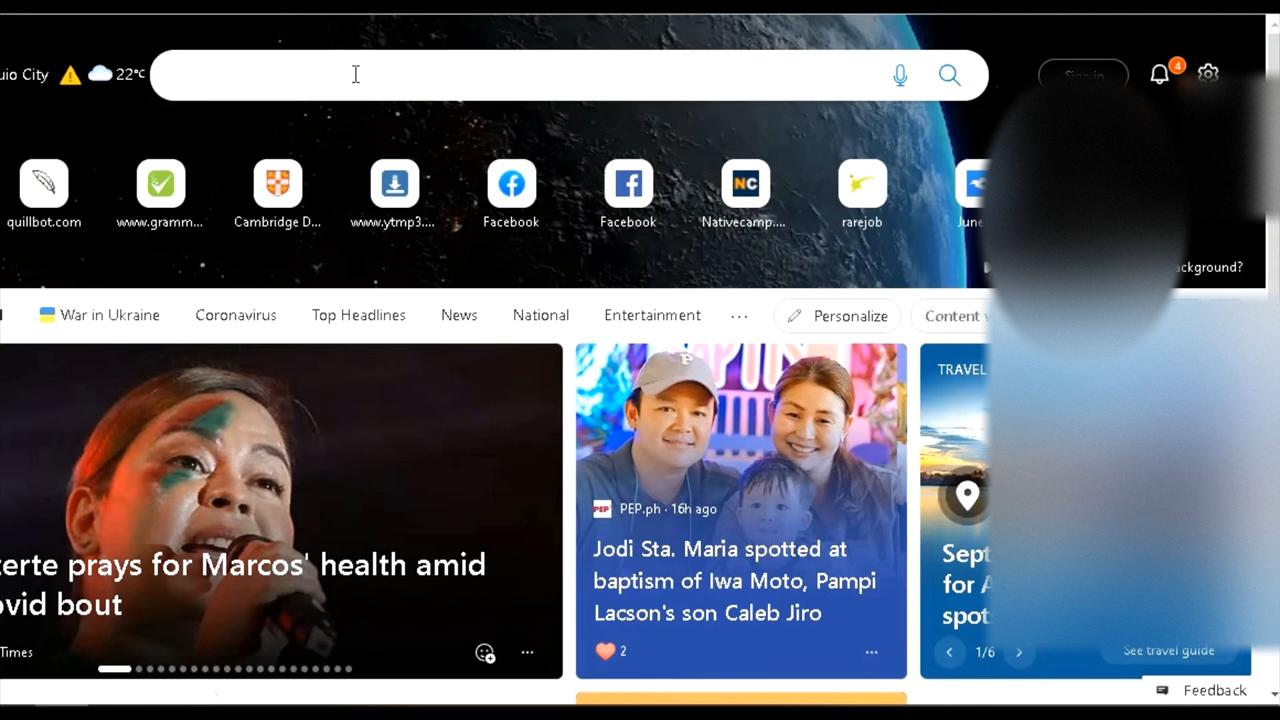 uio City
22°C
Sign in
4
quillbot.com
www.gramm...
Cambridge D...
www.ytmp3....
Facebook
Facebook
NC
Nativecamp....
rarejob
June
ckground?
War in Ukraine
Coronavirus
Top Headlines
News
National
Entertainment
...
Personalize
Content v
terte prays for Marcos' health amid
ovid bout
Times
PEP
PEP.ph · 16h ago
Jodi Sta. Maria spotted at
baptism of Iwa Moto, Pampi
Lacson's son Caleb Jiro
2
TRAVEL
Sept
for A
spot
1/6
See travel guide
Feedback